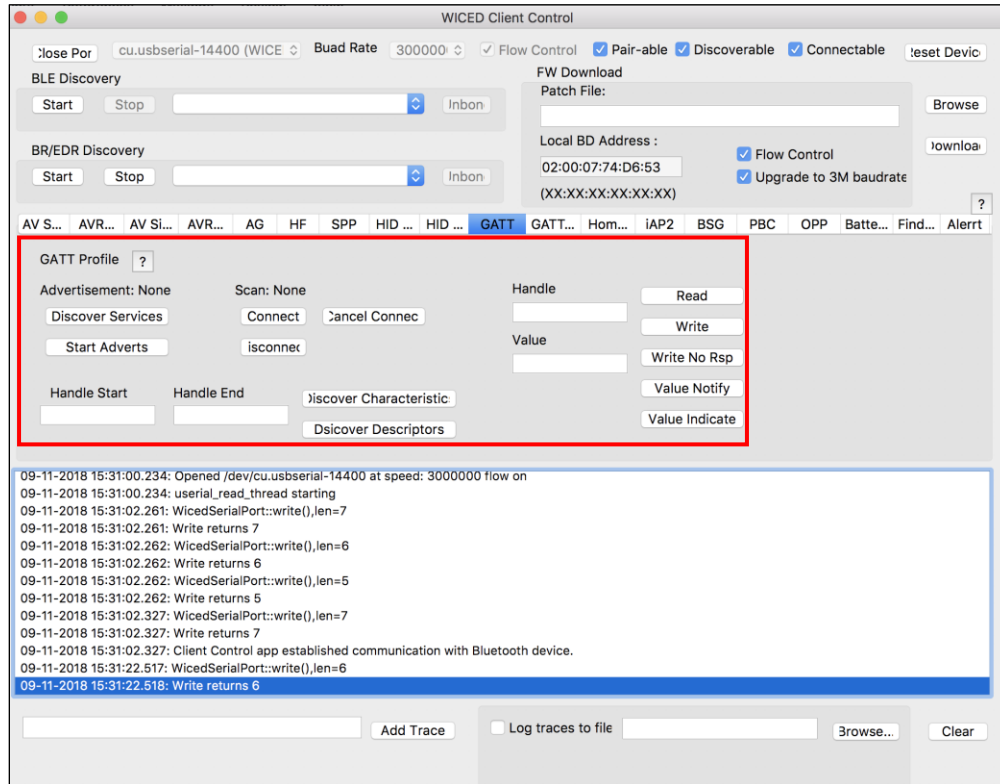 WICED Client Control
:lose Por cu.usbserial-14400 (WICE Buad Rate 300000 Flow Control Pair-able Discoverable Connectable leset Devic
BLE Discovery
FW Download
Start Stop Inbon
Patch File:
Browse
BR/EDR Discovery
Local BD Address :
Flow Control
ownloa
Start Stop Inbon
02:00:07:74:D6:53
Upgrade to 3M baudrate
(XX:XX:XX:XX:XX:XX)
?
AV S... AVR... AV Si... AVR... AG HF SPP HID ... HID ... GATT GATT... Hom... iAP2 BSG PBC OPP Batte... Find... Alerrt
GATT Profile ?
Advertisement: None Scan: None Handle Read
Discover Services Connect Cancel Connec Write
Start Adverts isconnec Value Write No Rsp
Handle Start Handle End Discover Characteristic: Value Notify
Dsicover Descriptors Value Indicate
09-11-2018 15:31:00.234: Opened /dev/cu.usbserial-14400 at speed: 3000000 flow on
09-11-2018 15:31:00.234: userial_read_thread starting
09-11-2018 15:31:02.261: WicedSerialPort::write(),len=7
09-11-2018 15:31:02.261: Write returns 7
09-11-2018 15:31:02.262: WicedSerialPort::write(),len=6
09-11-2018 15:31:02.262: Write returns 6
09-11-2018 15:31:02.262: WicedSerialPort::write(),len=5
09-11-2018 15:31:02.262: Write returns 5
09-11-2018 15:31:02.327: WicedSerialPort::write(),len=7
09-11-2018 15:31:02.327: Write returns 7
09-11-2018 15:31:02.327: Client Control app established communication with Bluetooth device.
09-11-2018 15:31:22.517: WicedSerialPort::write(),len=6
09-11-2018 15:31:22.518: Write returns 6
Add Trace Log traces to file Browse... Clear